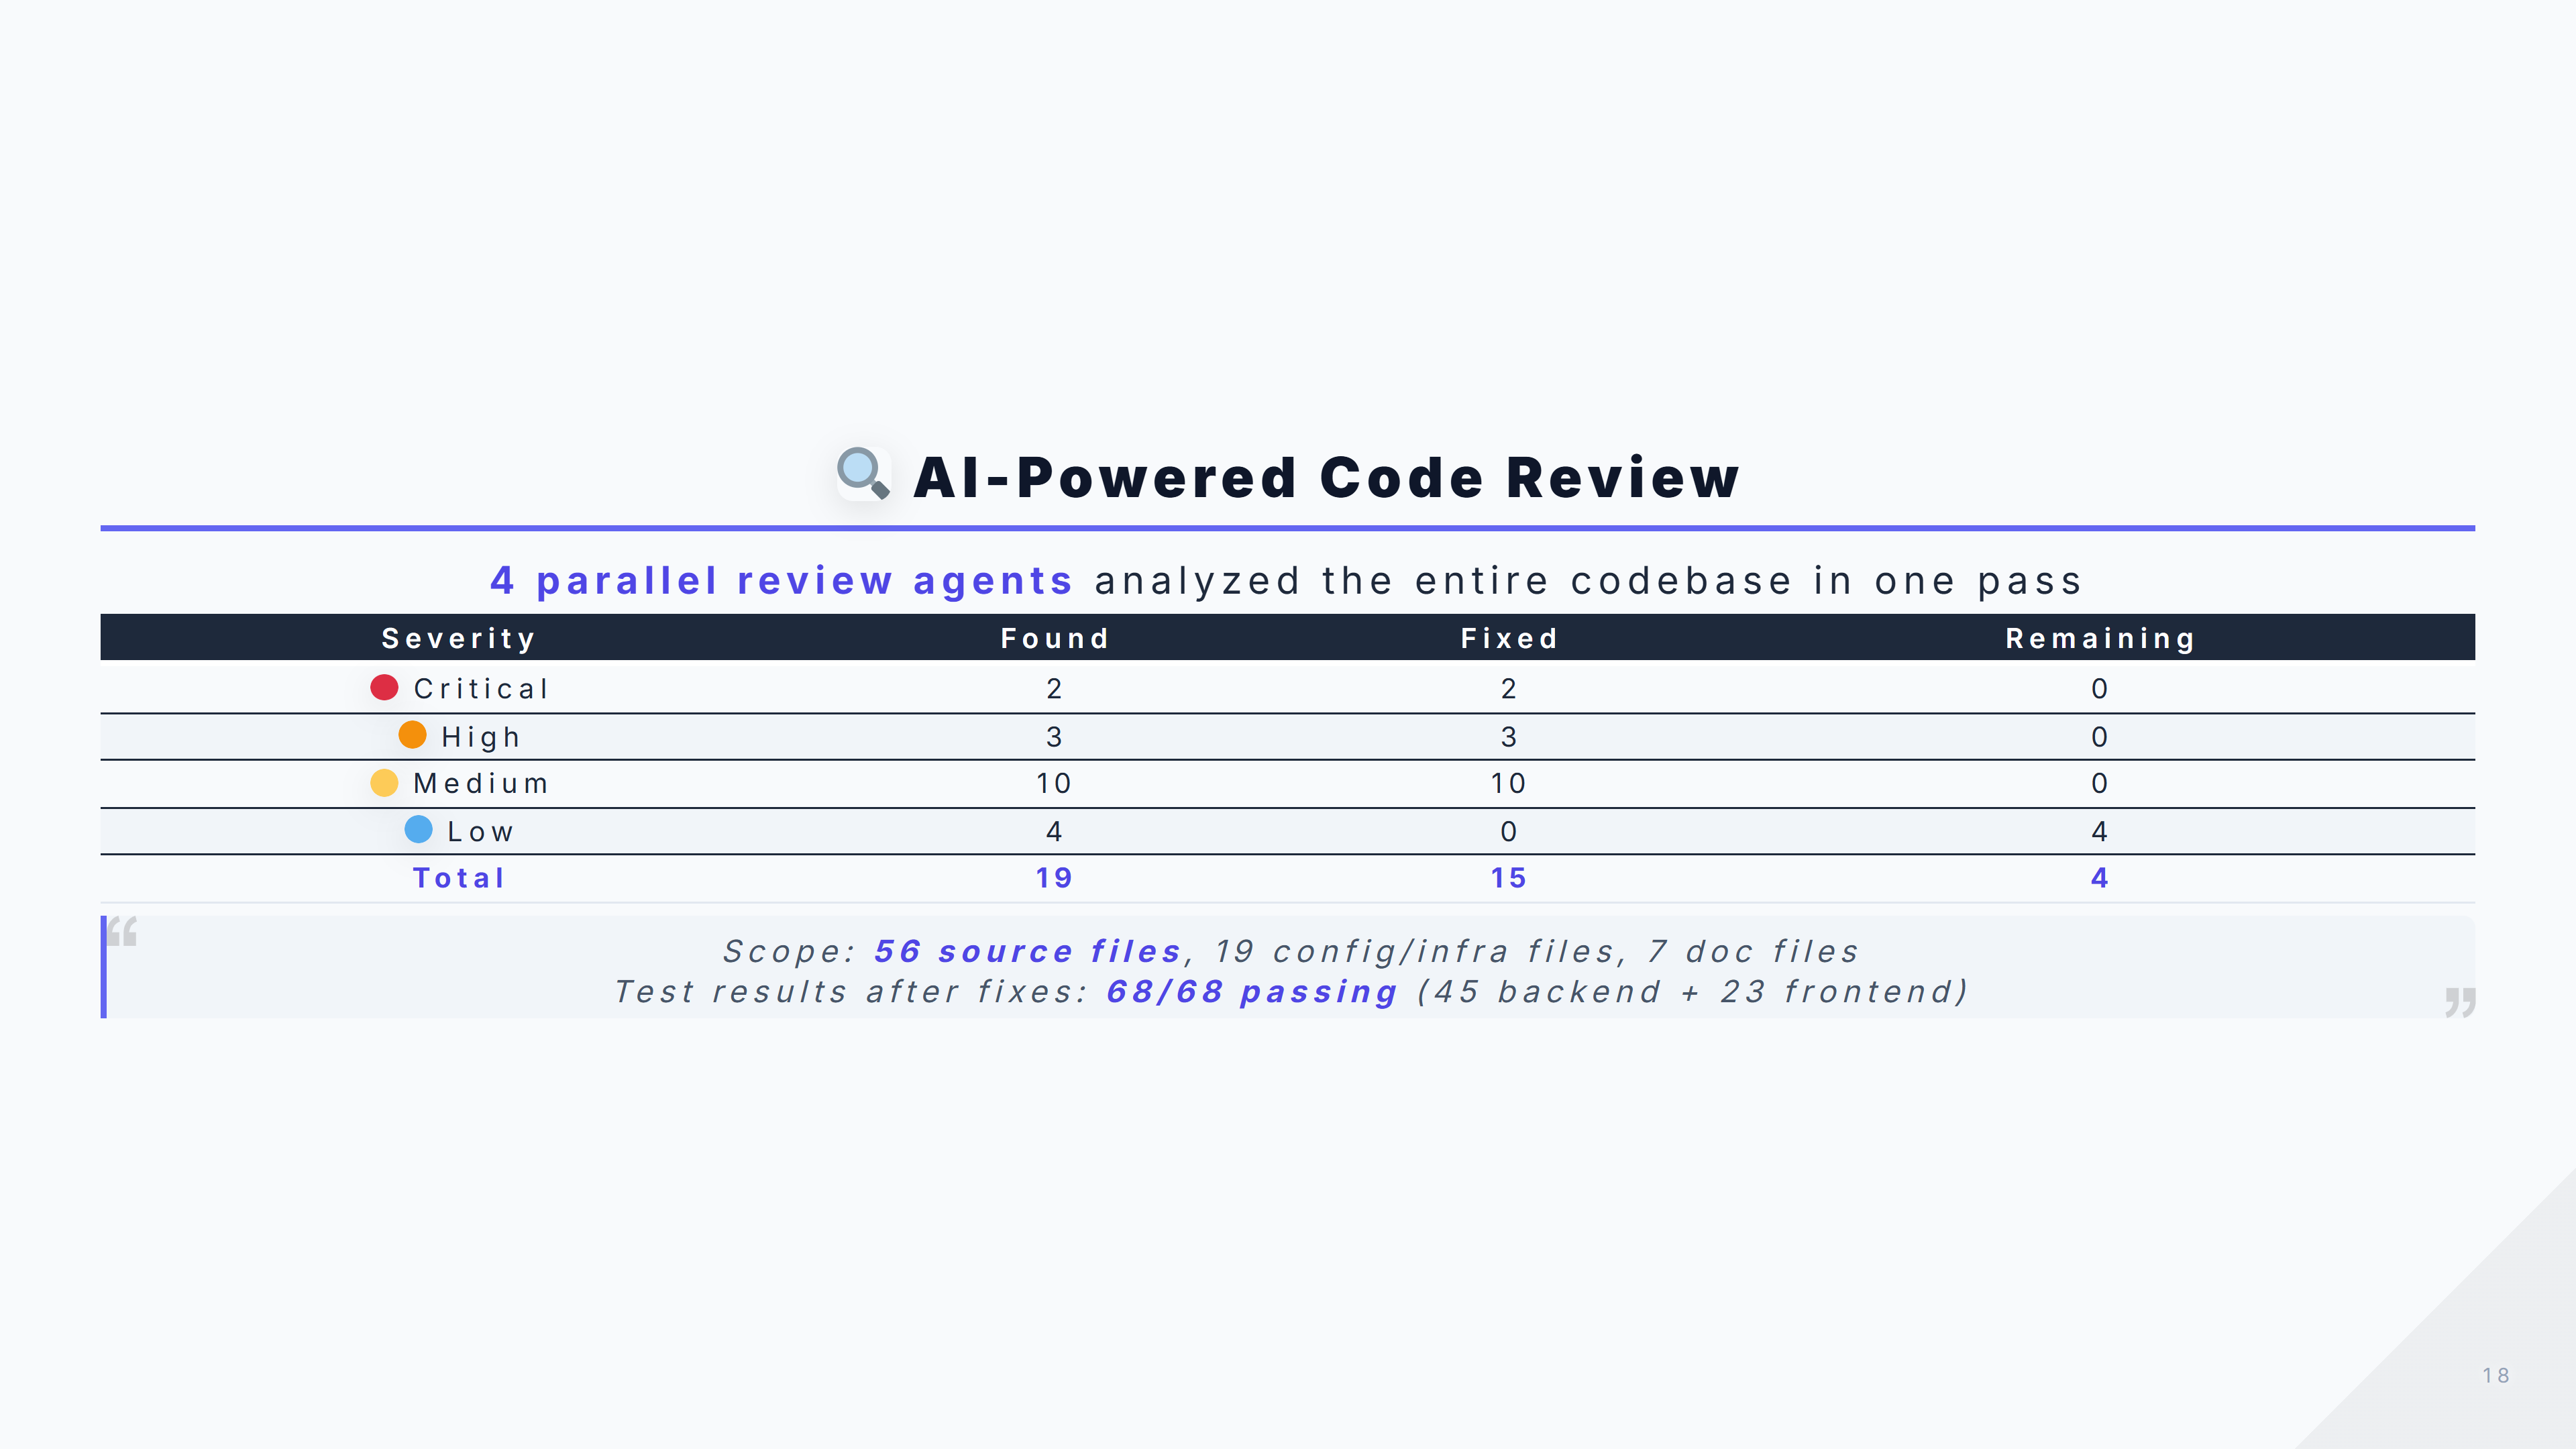 AI-Powered Code Review
4 parallel review agents analyzed the entire codebase in one pass
Severity Found Fixed Remaining
Critical 2 2 0
High 3 3 0
Medium 10 10 0
Low 4 0 4
Total 19 15 4
“
Scope: 56 source files, 19 config/infra files, 7 doc files
Test results after fixes: 68/68 passing (45 backend + 23 frontend)
”
18